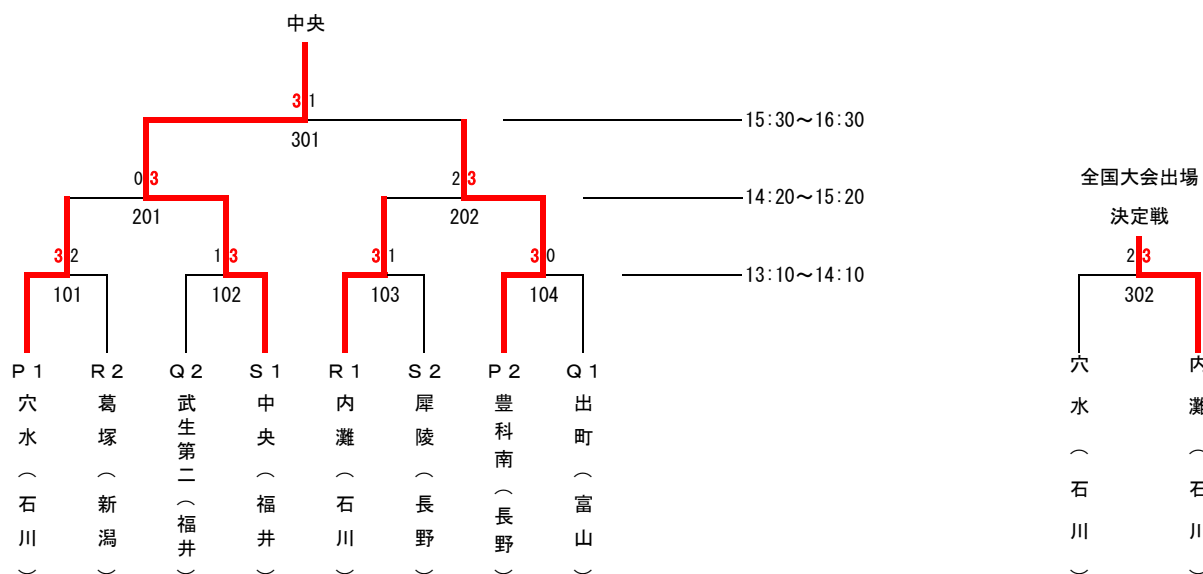 中央
3 1
15:30～16:30
301
全国大会出場
決定戦
0 3
2 3
14:20～15:20
201
202
3 2
1 3
3 1
3 0
2 3
13:10～14:10
101
102
103
104
302
P1
R2
Q2
S1
R1
S2
P2
Q1
穴水（石川）
葛塚（新潟）
武生第二（福井）
中央（福井）
内灘（石川）
犀陵（長野）
豊科南（長野）
出町（富山）
穴水（石川）
内灘（石川）